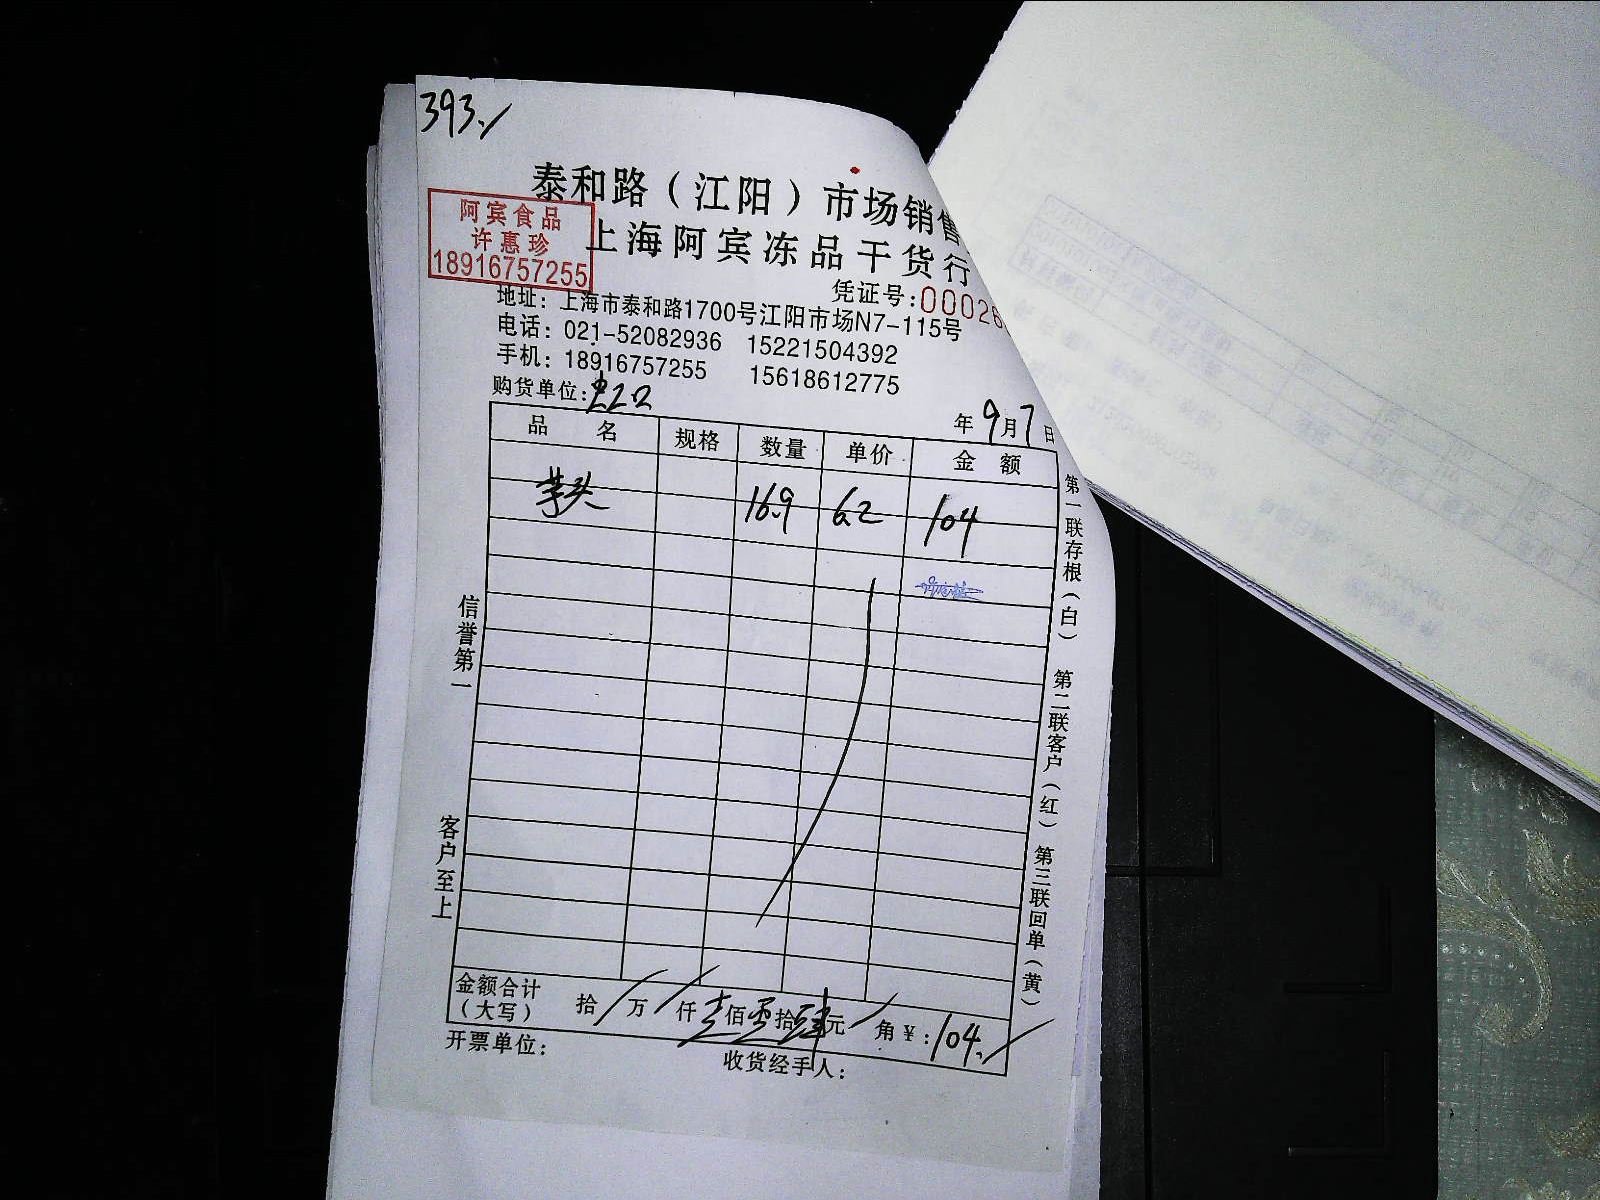 393.
泰和路（江阳）市场销售
上海阿宾冻品干货行
阿宾食品
许惠珍
18916757255
凭证号:00026
地址：上海市泰和路1700号江阳市场N7-115号
电话：021-52082936 15221504392
手机：18916757255 15618612775
购货单位:
年9月7日
品 名 规格 数量 单价 金 额
芋头 16.9 6.2 104
信誉第一
客户至上
第一联存根（白） 第二联客户（红） 第三联回单（黄）
金额合计（大写） 拾 万 仟壹佰零拾肆元 角￥:104.
开票单位: 收货经手人: